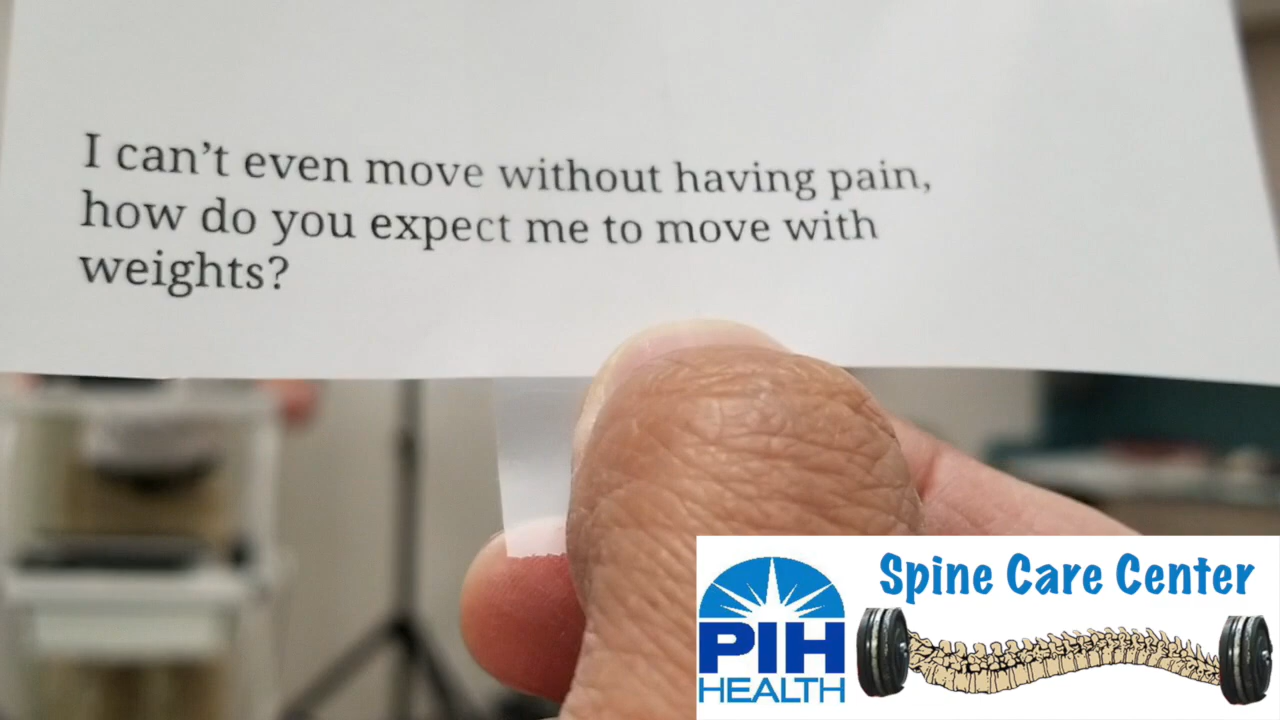 I can’t even move without having pain,
how do you expect me to move with
weights?
Spine Care Center
PIH
HEALTH